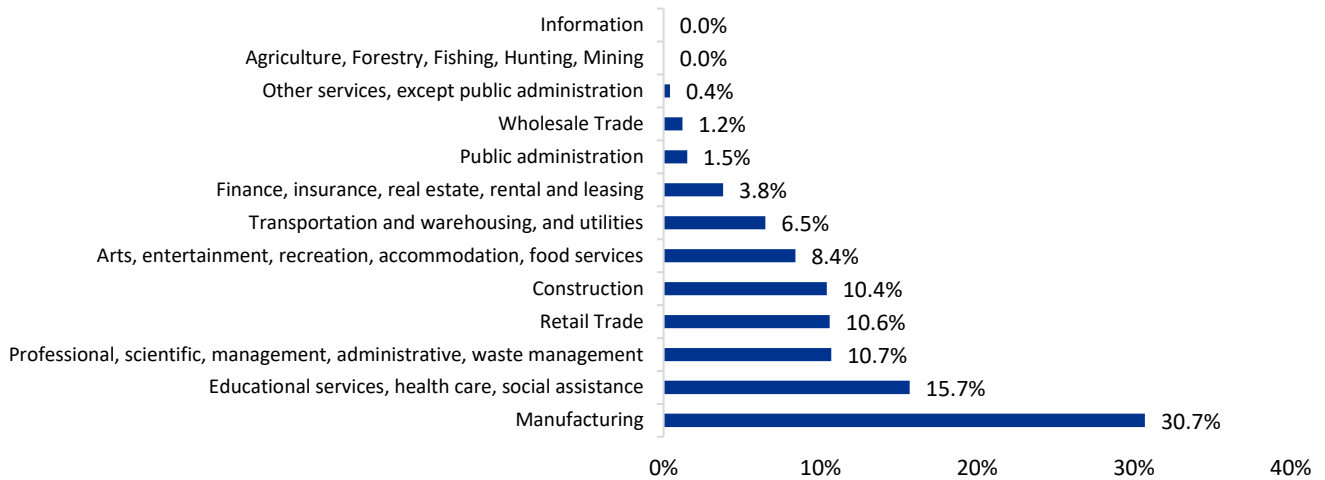 Information 0.0%
Agriculture, Forestry, Fishing, Hunting, Mining 0.0%
Other services, except public administration 0.4%
Wholesale Trade 1.2%
Public administration 1.5%
Finance, insurance, real estate, rental and leasing 3.8%
Transportation and warehousing, and utilities 6.5%
Arts, entertainment, recreation, accommodation, food services 8.4%
Construction 10.4%
Retail Trade 10.6%
Professional, scientific, management, administrative, waste management 10.7%
Educational services, health care, social assistance 15.7%
Manufacturing 30.7%
0% 10% 20% 30% 40%